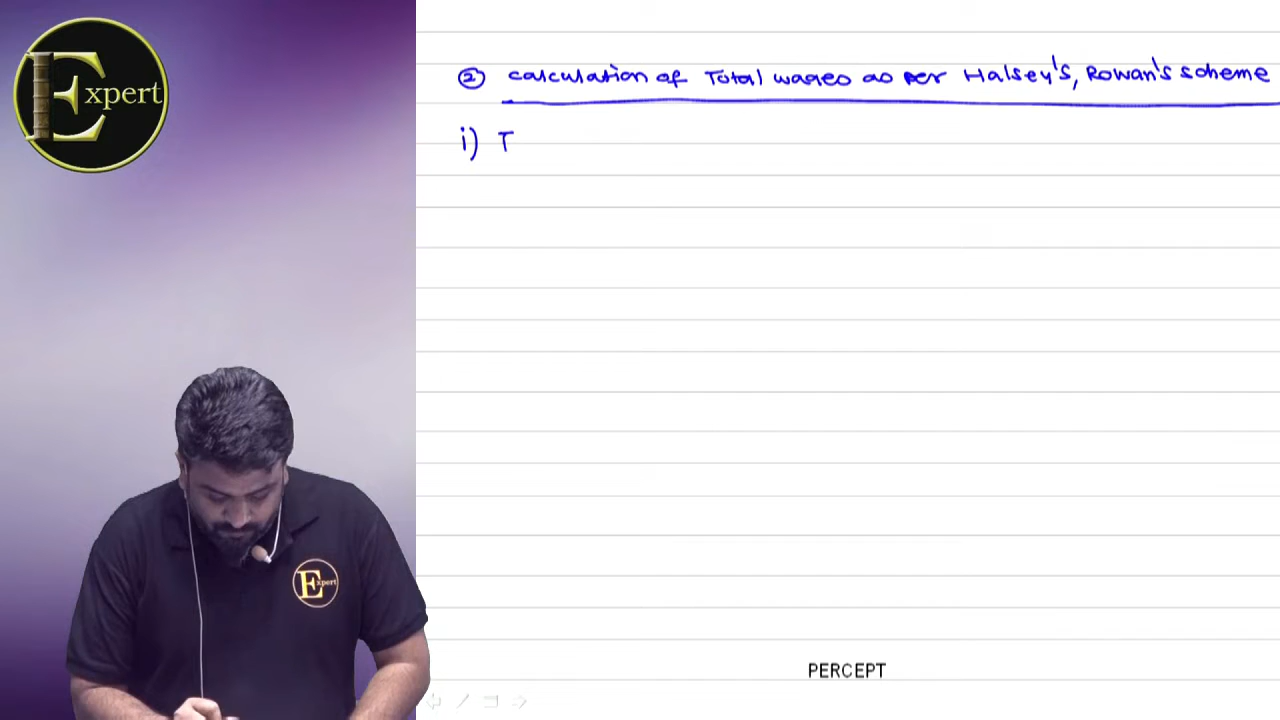 Expert
② calculation of Total wages as per Halsey's, Rowan's scheme
i) T
Expert
PERCEPT